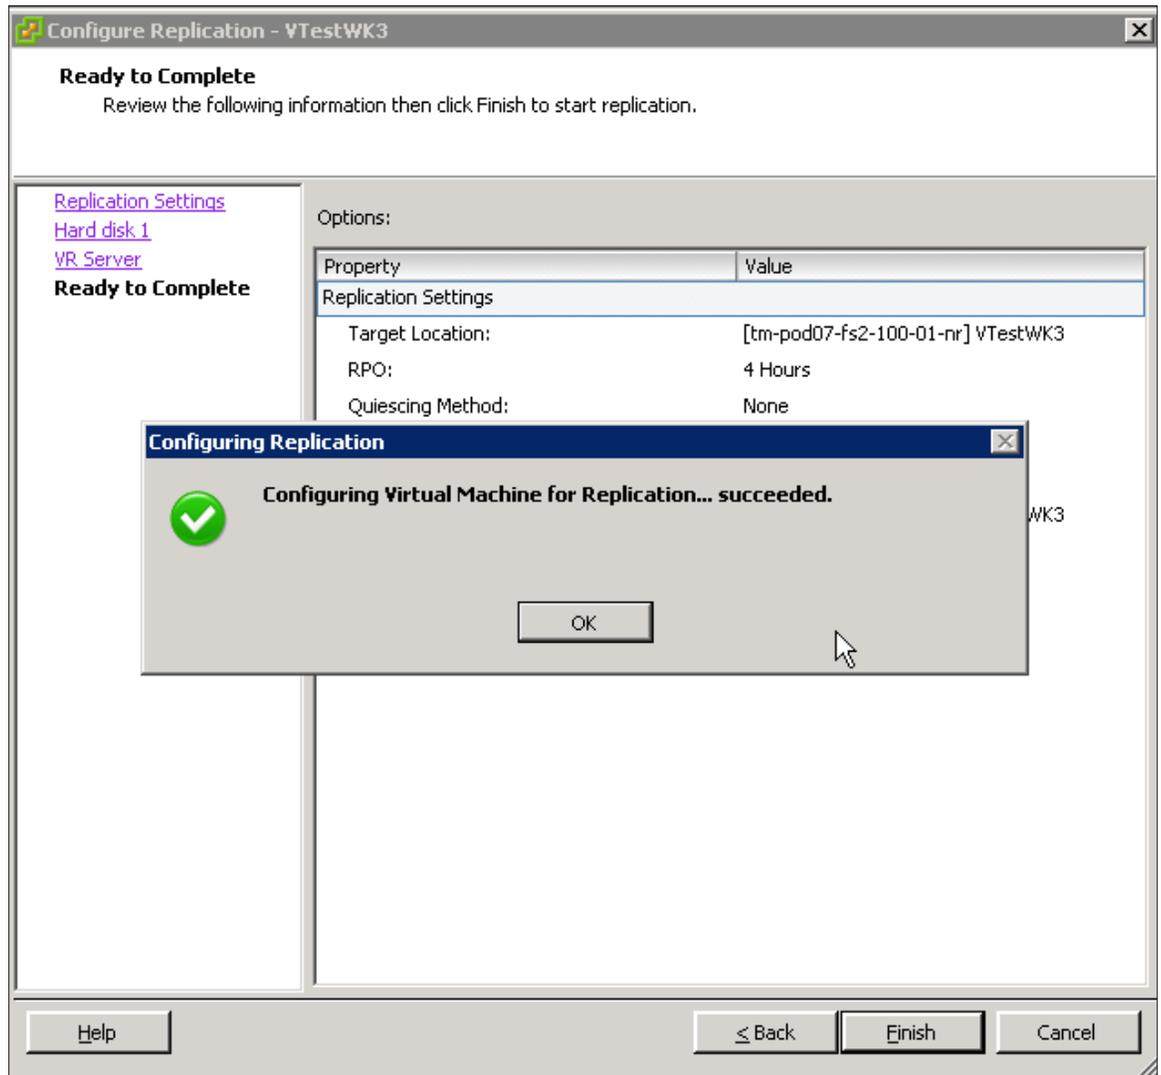 Configure Replication - VTestWK3
Ready to Complete
Review the following information then click Finish to start replication.
Replication Settings
Hard disk 1
VR Server
Ready to Complete
Options:
Property Value
Replication Settings
Target Location: [tm-pod07-fs2-100-01-nr] VTestWK3
RPO: 4 Hours
Quiescing Method: None
Configuring Replication
Configuring Virtual Machine for Replication... succeeded.
WK3
OK
Help
< Back
Finish
Cancel